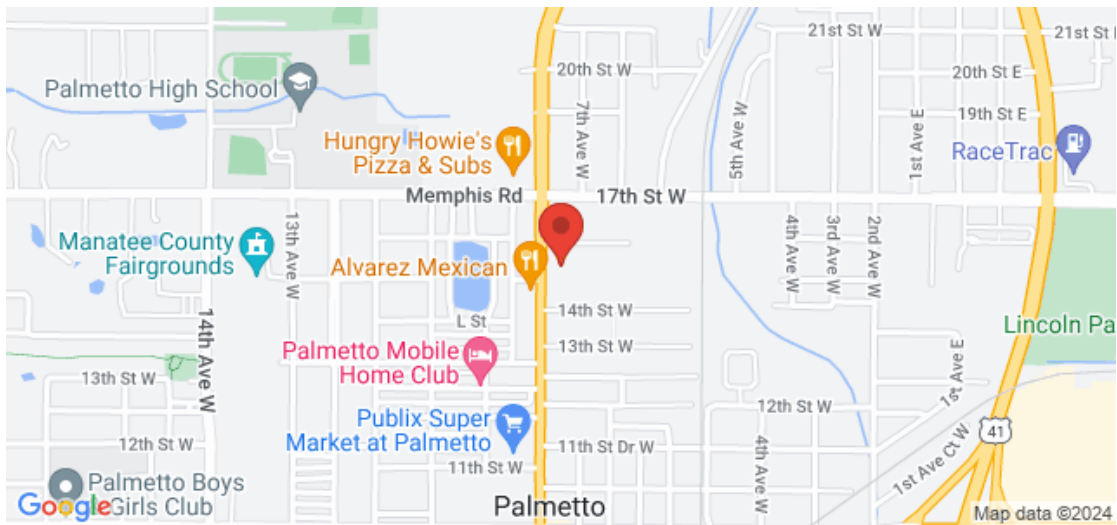 21st St W
21st St E
20th St W
20th St E
Palmetto High School
7th Ave W
5th Ave W
1st Ave E
19th St E
Hungry Howie's
Pizza & Subs
RaceTrac
Memphis Rd
17th St W
13th Ave W
4th Ave W
3rd Ave W
2nd Ave W
Manatee County
Fairgrounds
Alvarez Mexican
14th Ave W
L St
14th St W
Lincoln Pa
Palmetto Mobile
Home Club
13th St W
13th St W
1st Ave E
12th St W
Publix Super
Market at Palmetto
12th St W
11th St Dr W
41
4th Ave W
1st Ave Ct W
11th St W
Palmetto Boys
Girls Club
Google
Palmetto
Map data ©2024